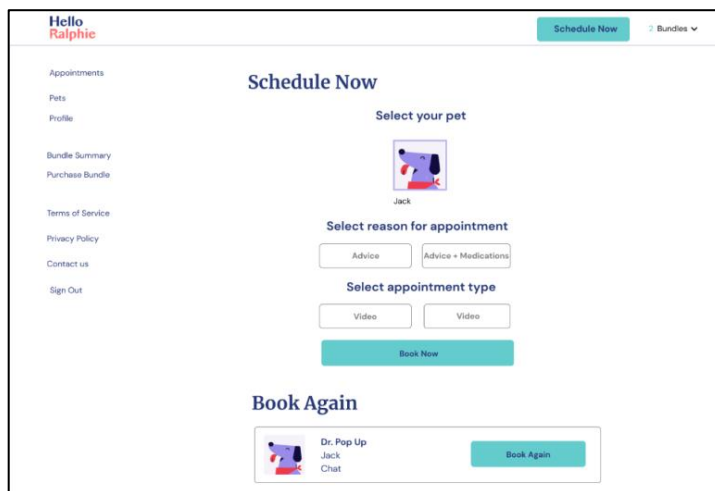 Hello
Ralphie
Schedule Now
2 Bundles
Appointments
Pets
Profile
Bundle Summary
Purchase Bundle
Terms of Service
Privacy Policy
Contact us
Sign Out
Schedule Now
Select your pet
Jack
Select reason for appointment
Advice
Advice + Medications
Select appointment type
Video
Video
Book Now
Book Again
Dr. Pop Up
Jack
Chat
Book Again